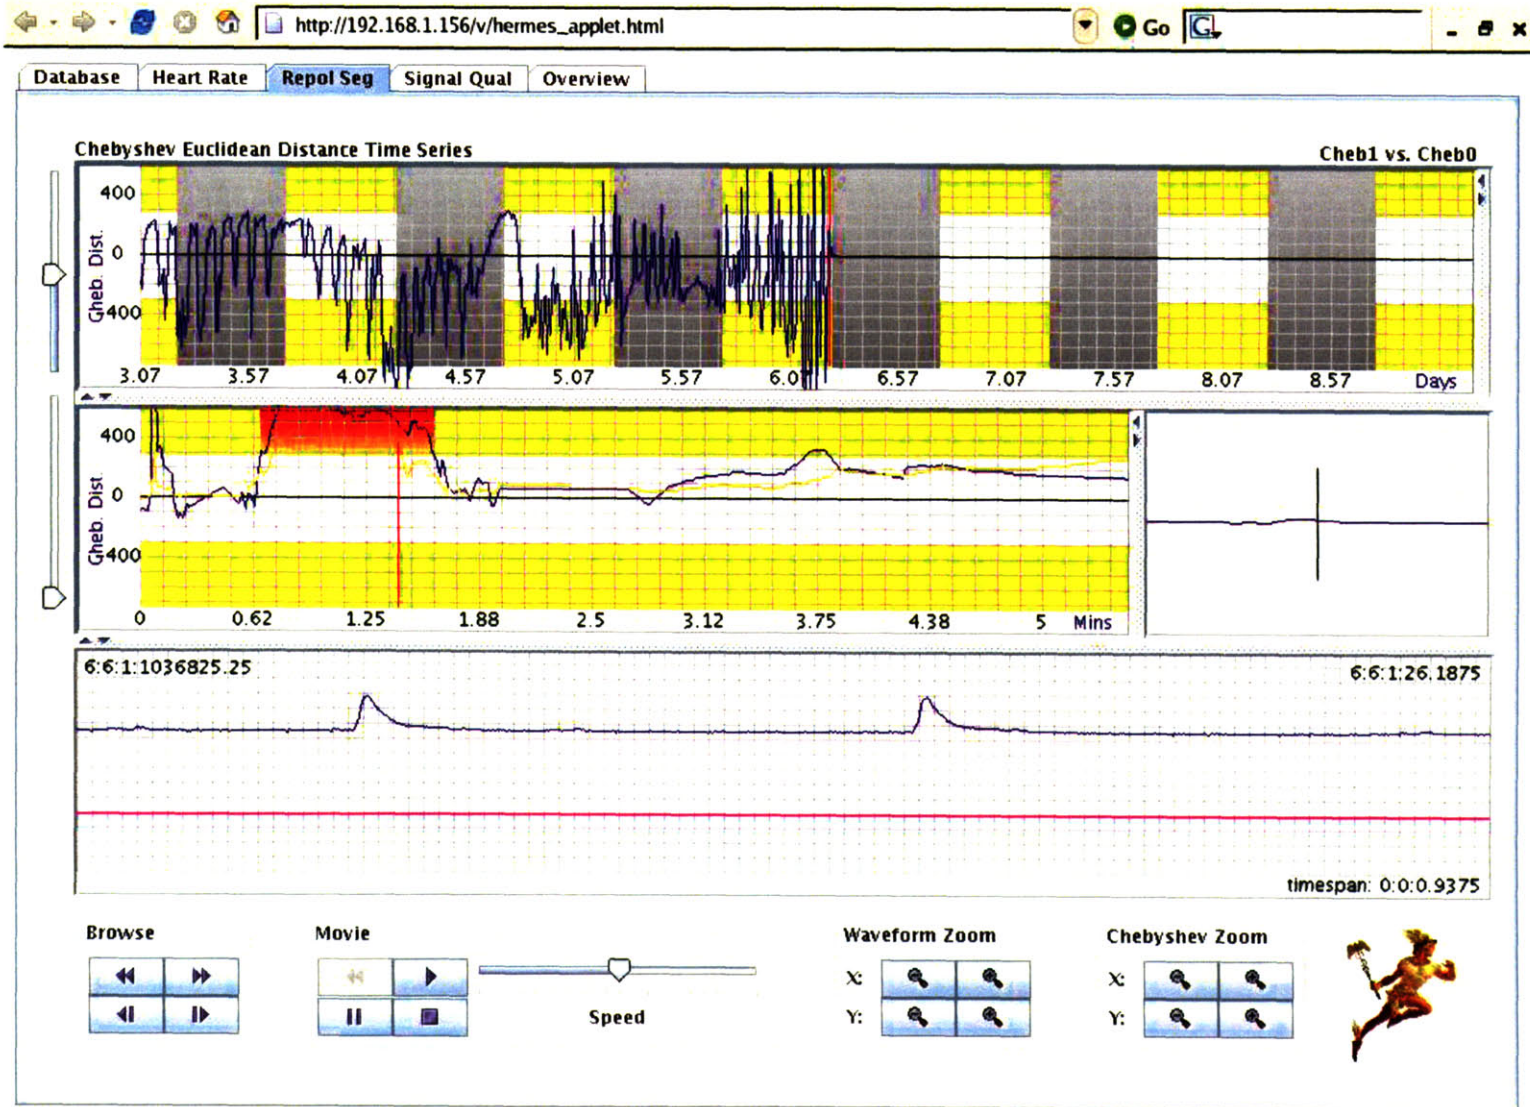 http://192.168.1.156/v/hermes_applet.html Go G
Database Heart Rate Repol Seg Signal Qual Overview
Chebyshev Euclidean Distance Time Series Cheb1 vs. Cheb0
400
0
400
Cheb. Dist.
3.07 3.57 4.07 4.57 5.07 5.57 6.07 6.57 7.07 7.57 8.07 8.57 Days
400
0
400
Cheb. Dist
0 0.62 1.25 1.88 2.5 3.12 3.75 4.38 5 Mins
6:6:1:1036825.25 6:6:1:26.1875
timespan: 0:0:0.9375
Browse Movie Waveform Zoom Chebyshev Zoom
X: X:
Speed Y: Y: